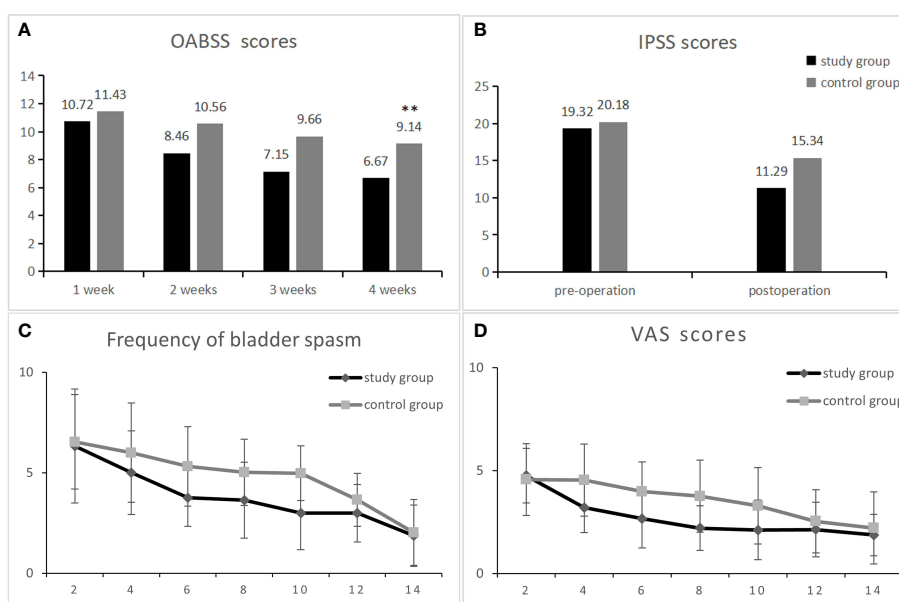 A
OABSS scores
14
12
10
8
6
4
2
0
10.72
11.43
8.46
10.56
7.15
9.66
6.67
9.14
**
1 week
2 weeks
3 weeks
4 weeks
B
IPSS scores
study group
control group
25
20
15
10
5
0
19.32
20.18
11.29
15.34
pre-operation
postoperation
C
Frequency of bladder spasm
study group
control group
10
5
0
2 4 6 8 10 12 14
D
VAS scores
study group
control group
10
5
0
2 4 6 8 10 12 14